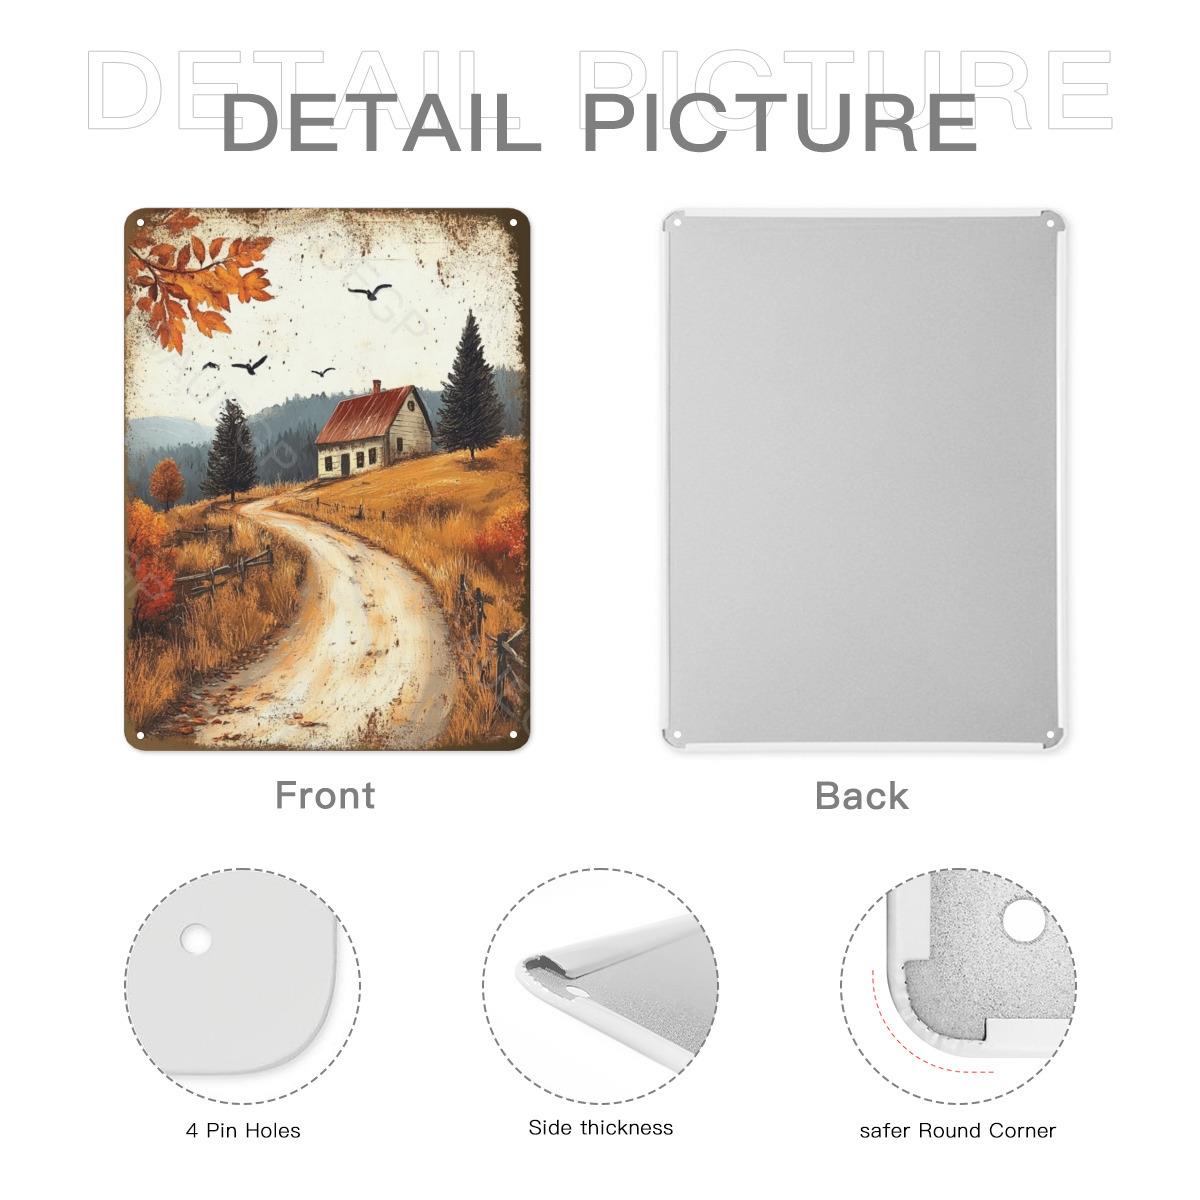 DETAIL PICTURE
DETAIL PICTURE
Front
Back
4 Pin Holes
Side thickness
safer Round Corner